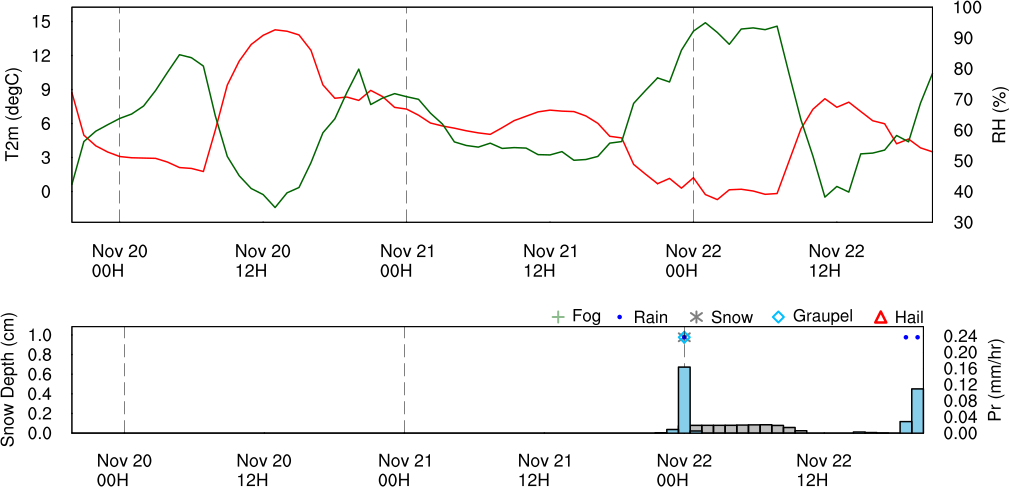 T2m (degC)
15
12
9
6
3
0
100
90
80
70
60
50
40
30
RH (%)
Nov 20
00H
Nov 20
12H
Nov 21
00H
Nov 21
12H
Nov 22
00H
Nov 22
12H
Fog Rain Snow Graupel Hail
Snow Depth (cm)
1.0
0.8
0.6
0.4
0.2
0.0
0.24
0.20
0.16
0.12
0.08
0.04
0.00
Pr (mm/hr)
Nov 20
00H
Nov 20
12H
Nov 21
00H
Nov 21
12H
Nov 22
00H
Nov 22
12H